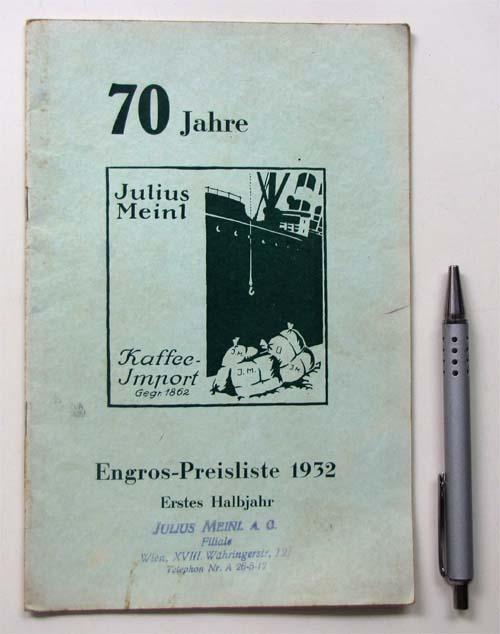 70 Jahre
Julius
Meinl
J.M.
Kaffee-
Import
Gegr. 1862
Engros-Preisliste 1932
Erstes Halbjahr
JULIUS MEINL A. G.
Filiale
Wien, XVIII. Währingerstr. 12
Telephon Nr. A 26-5-17